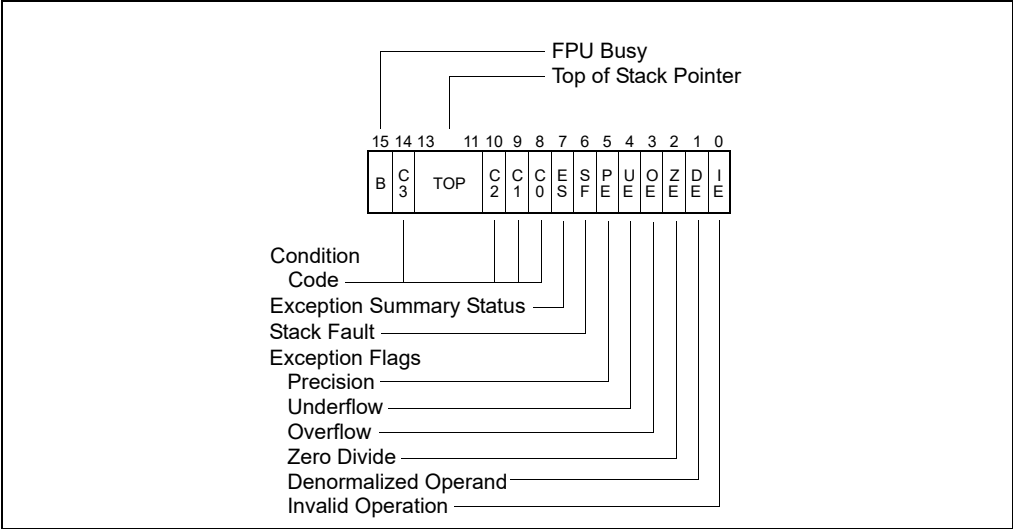 FPU Busy
Top of Stack Pointer
15 14 13 11 10 9 8 7 6 5 4 3 2 1 0
B C3 TOP C2 C1 C0 ES SF PE UE OE ZE DE IE
Condition
Code
Exception Summary Status
Stack Fault
Exception Flags
Precision
Underflow
Overflow
Zero Divide
Denormalized Operand
Invalid Operation